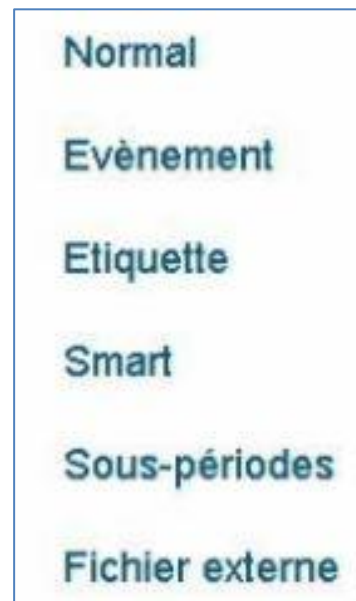 Normal
Evènement
Etiquette
Smart
Sous-périodes
Fichier externe